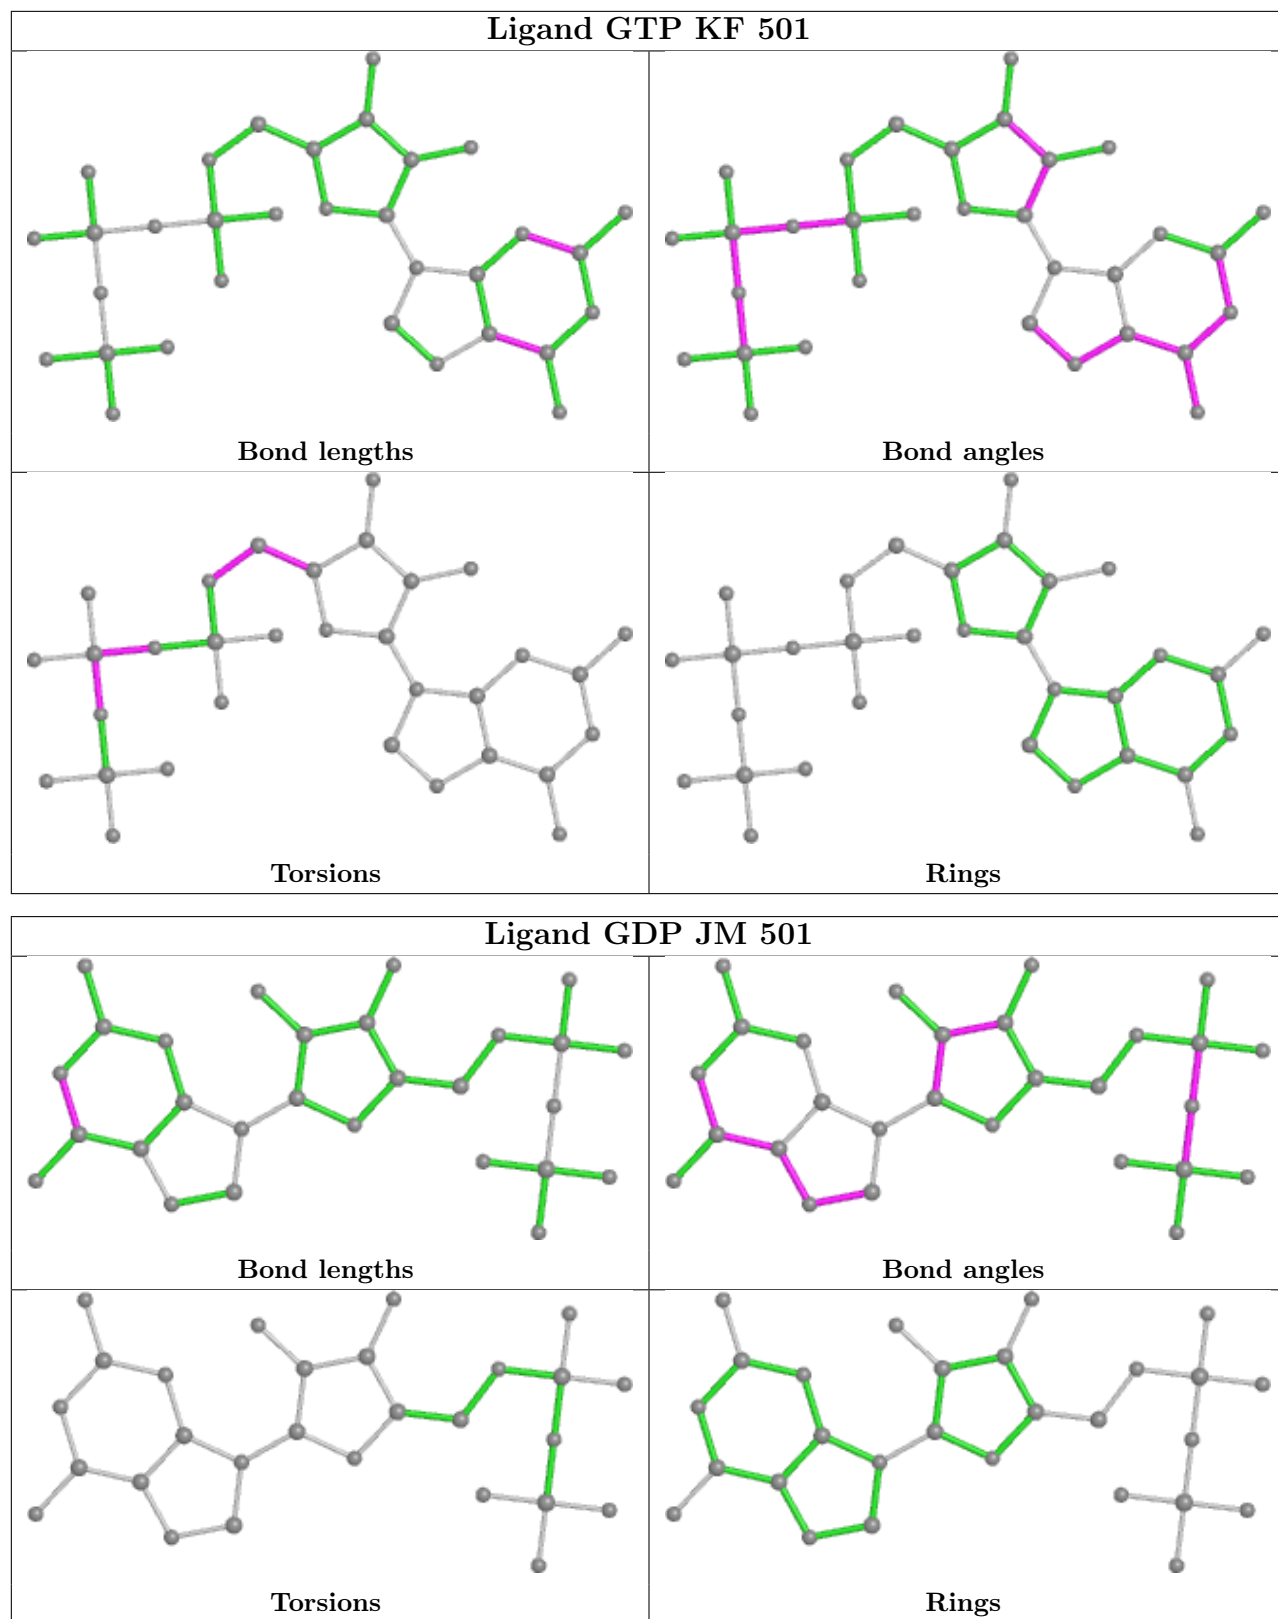 Ligand GTP KF 501
Bond lengths
Bond angles
Torsions
Rings
Ligand GDP JM 501
Bond lengths
Bond angles
Torsions
Rings